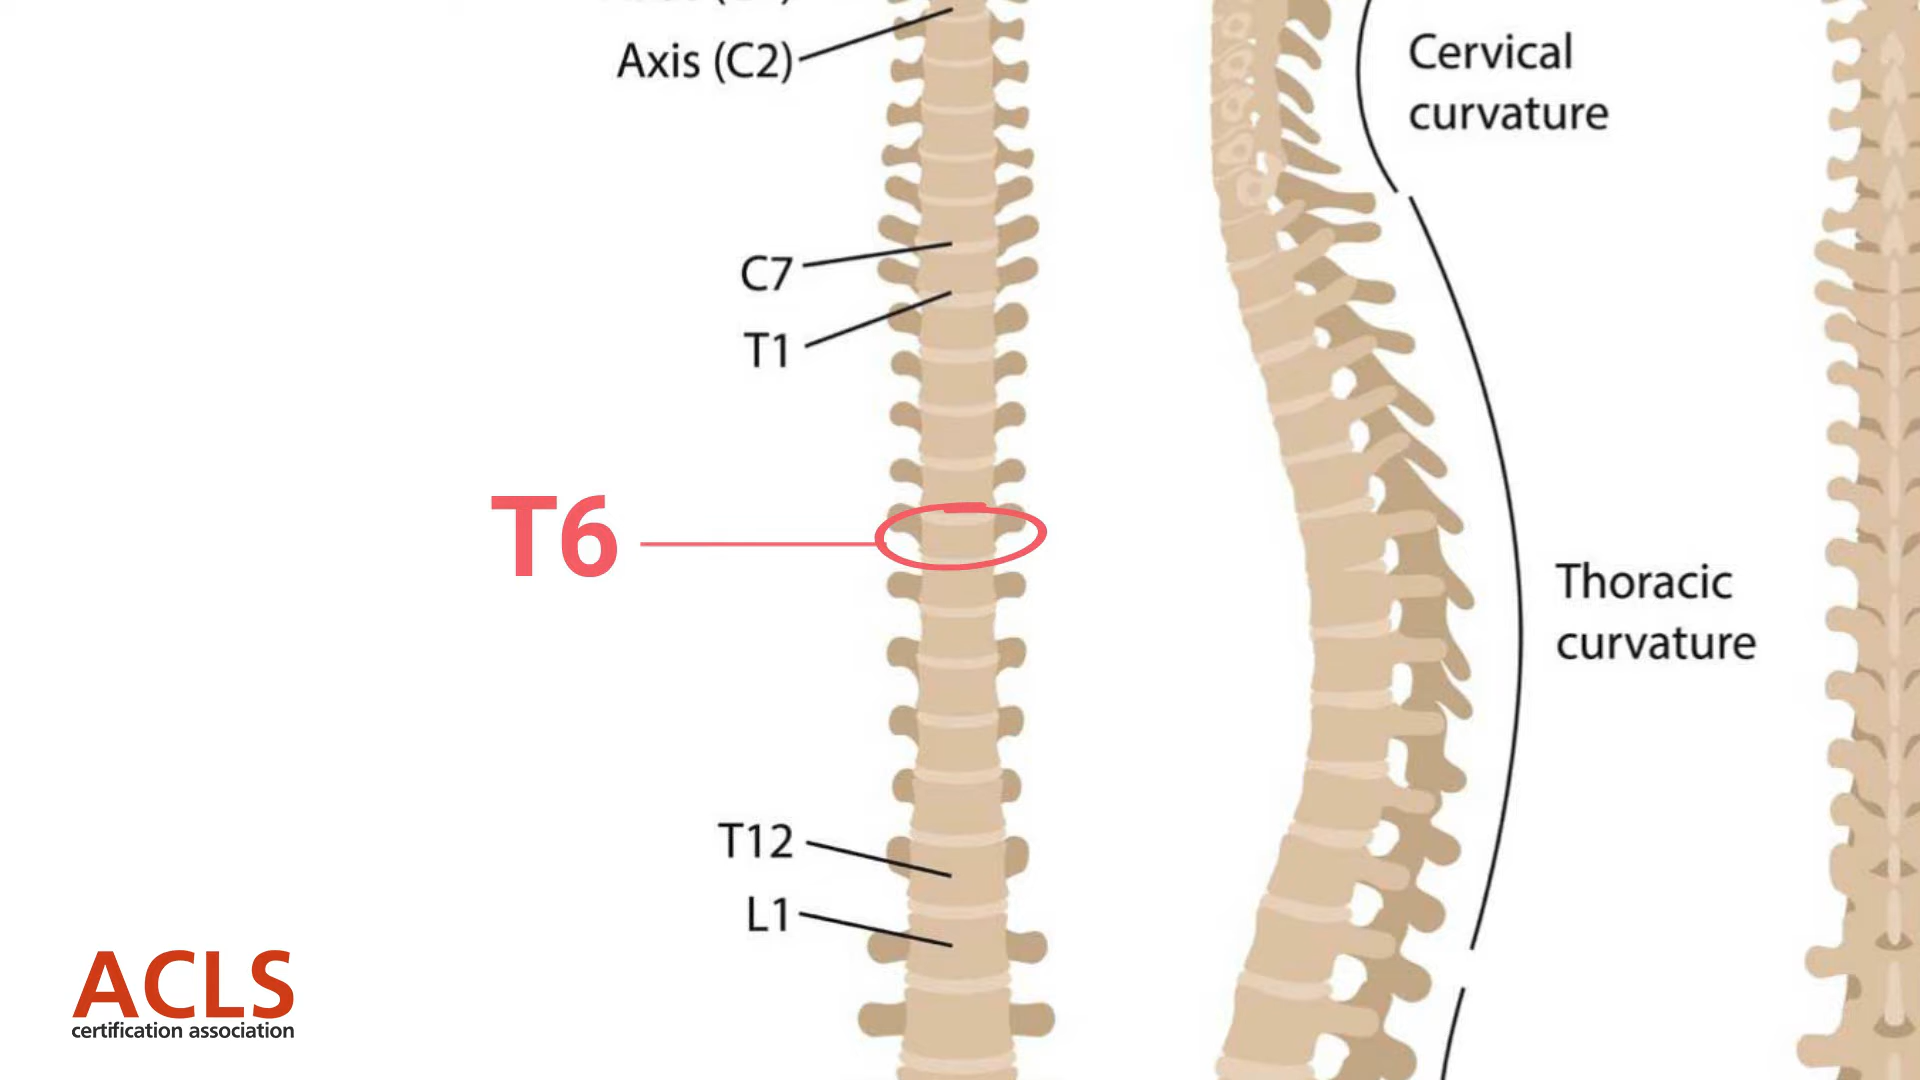 Axis (C2)
Cervical
curvature
C7
T1
T6
Thoracic
curvature
T12
L1
ACLS
certification association